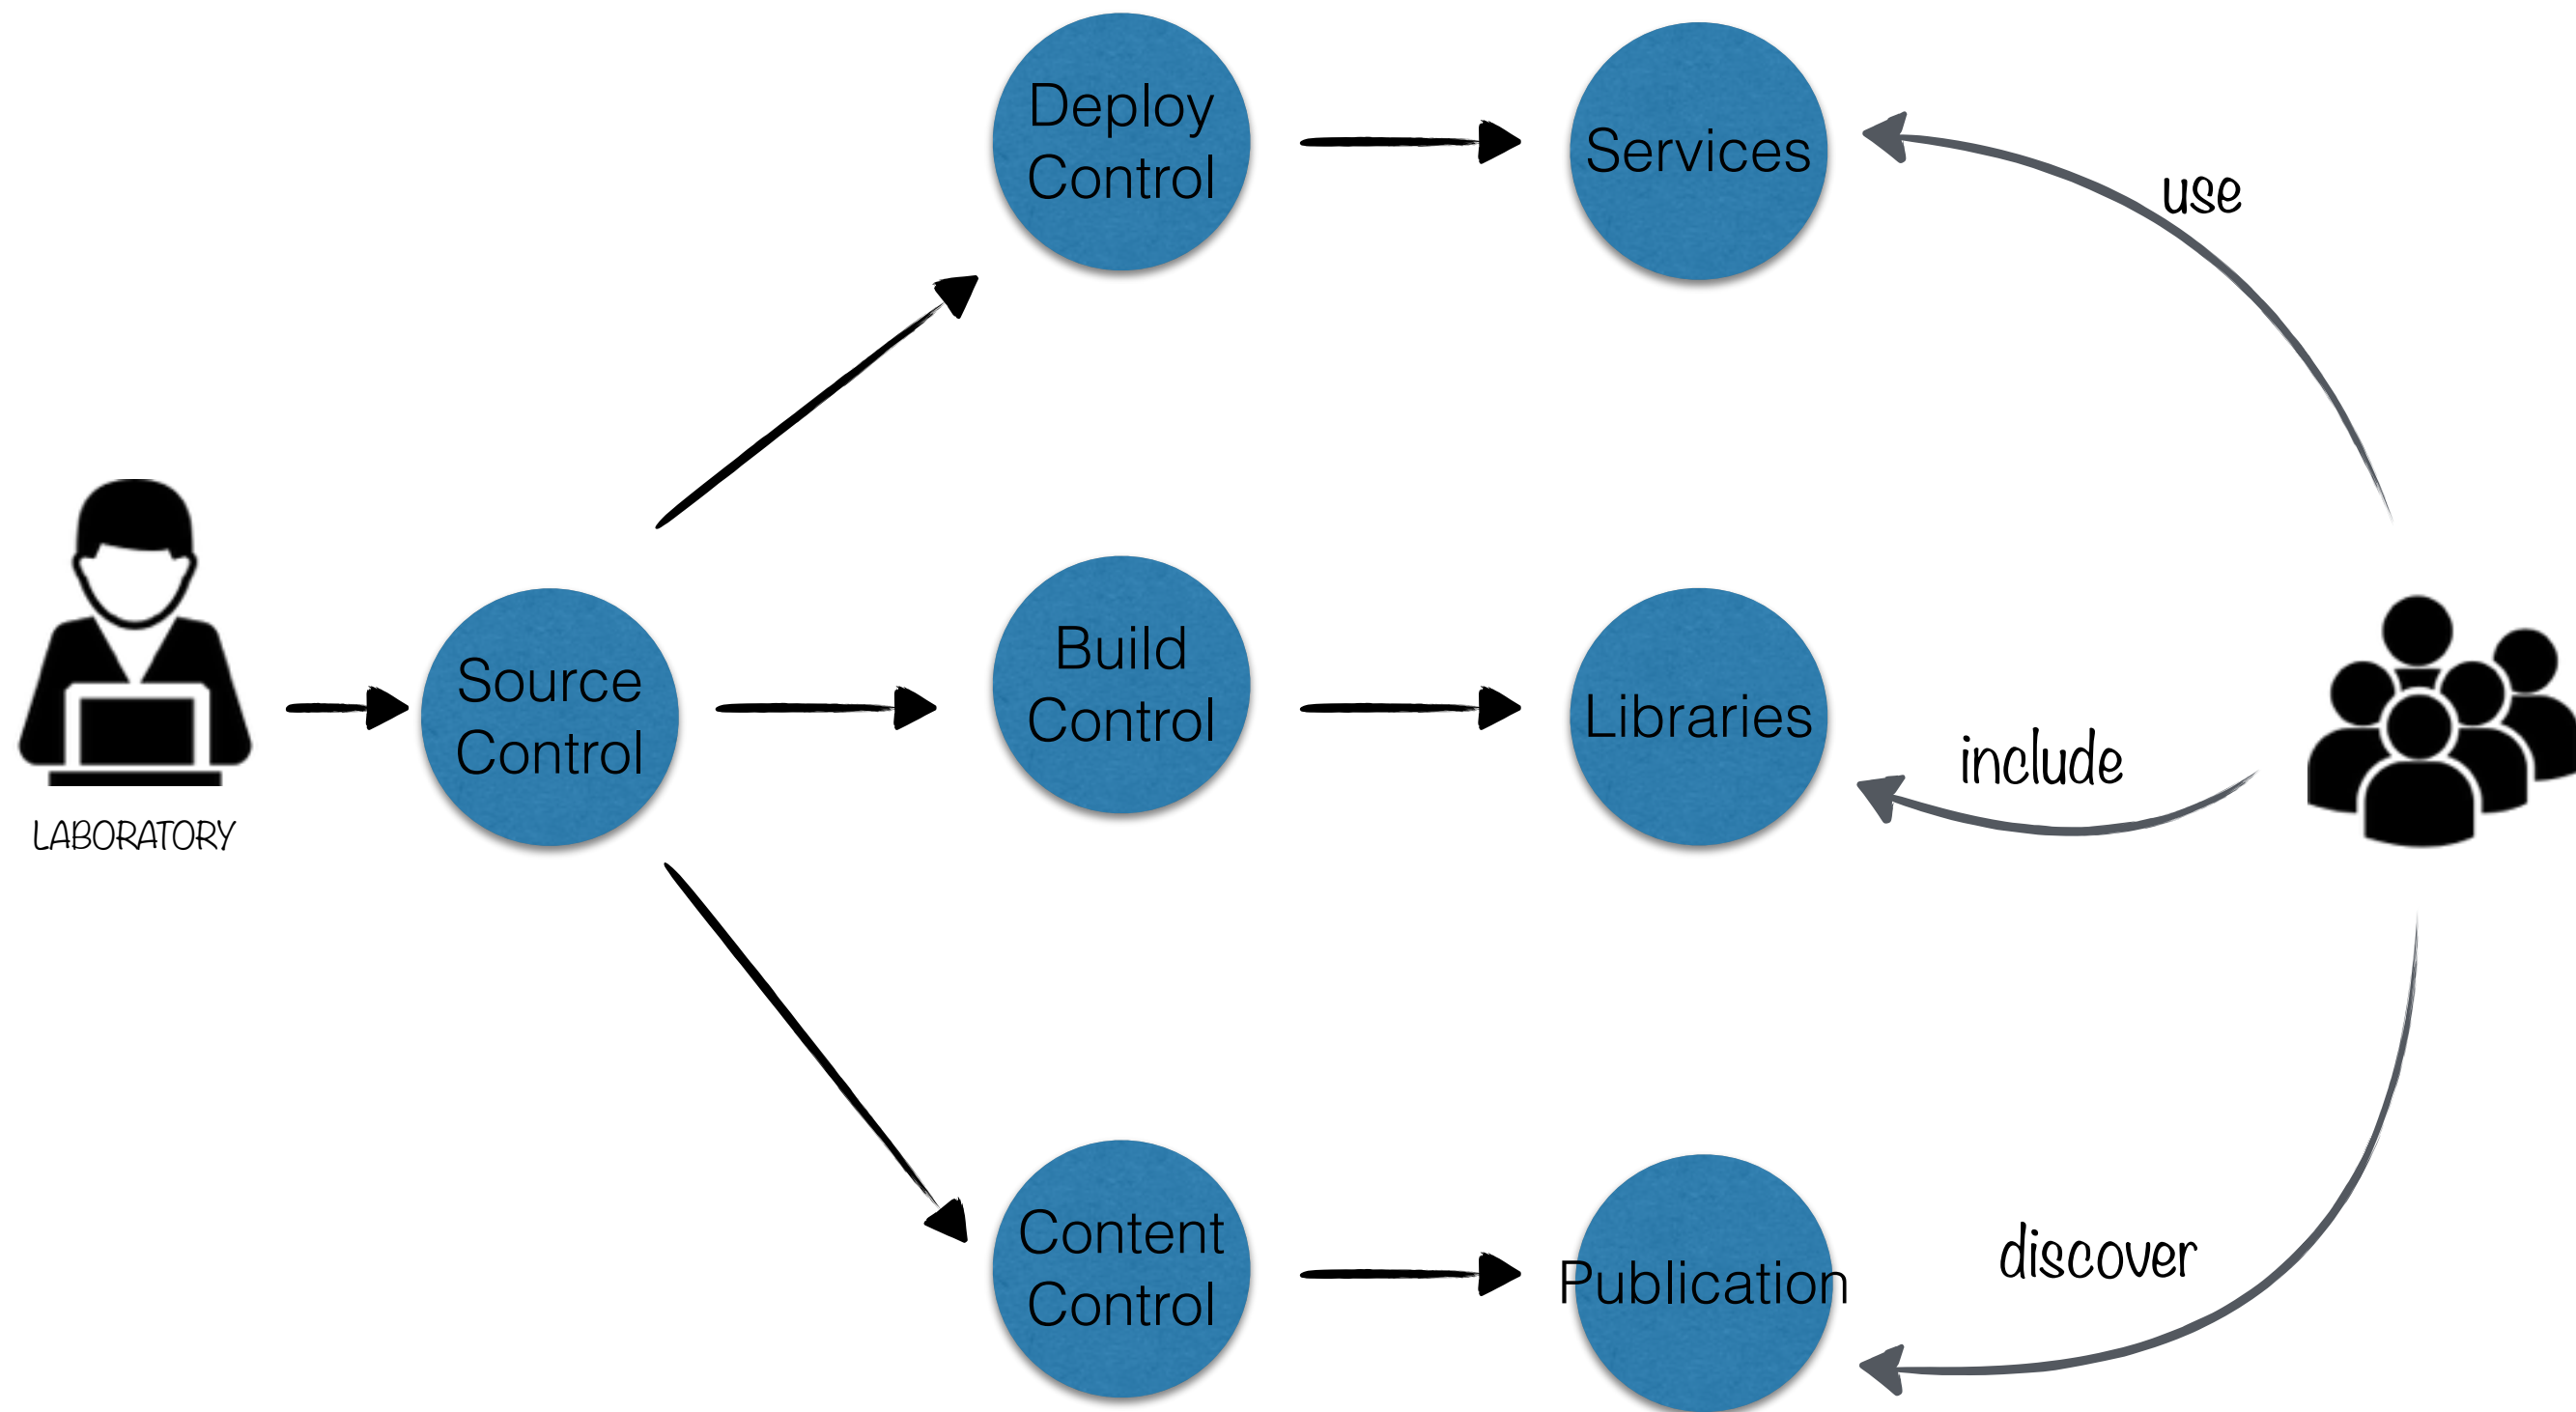 Deploy
Control
Services
use
Source
Control
Build
Control
Libraries
include
LABORATORY
Content
Control
Publication
discover